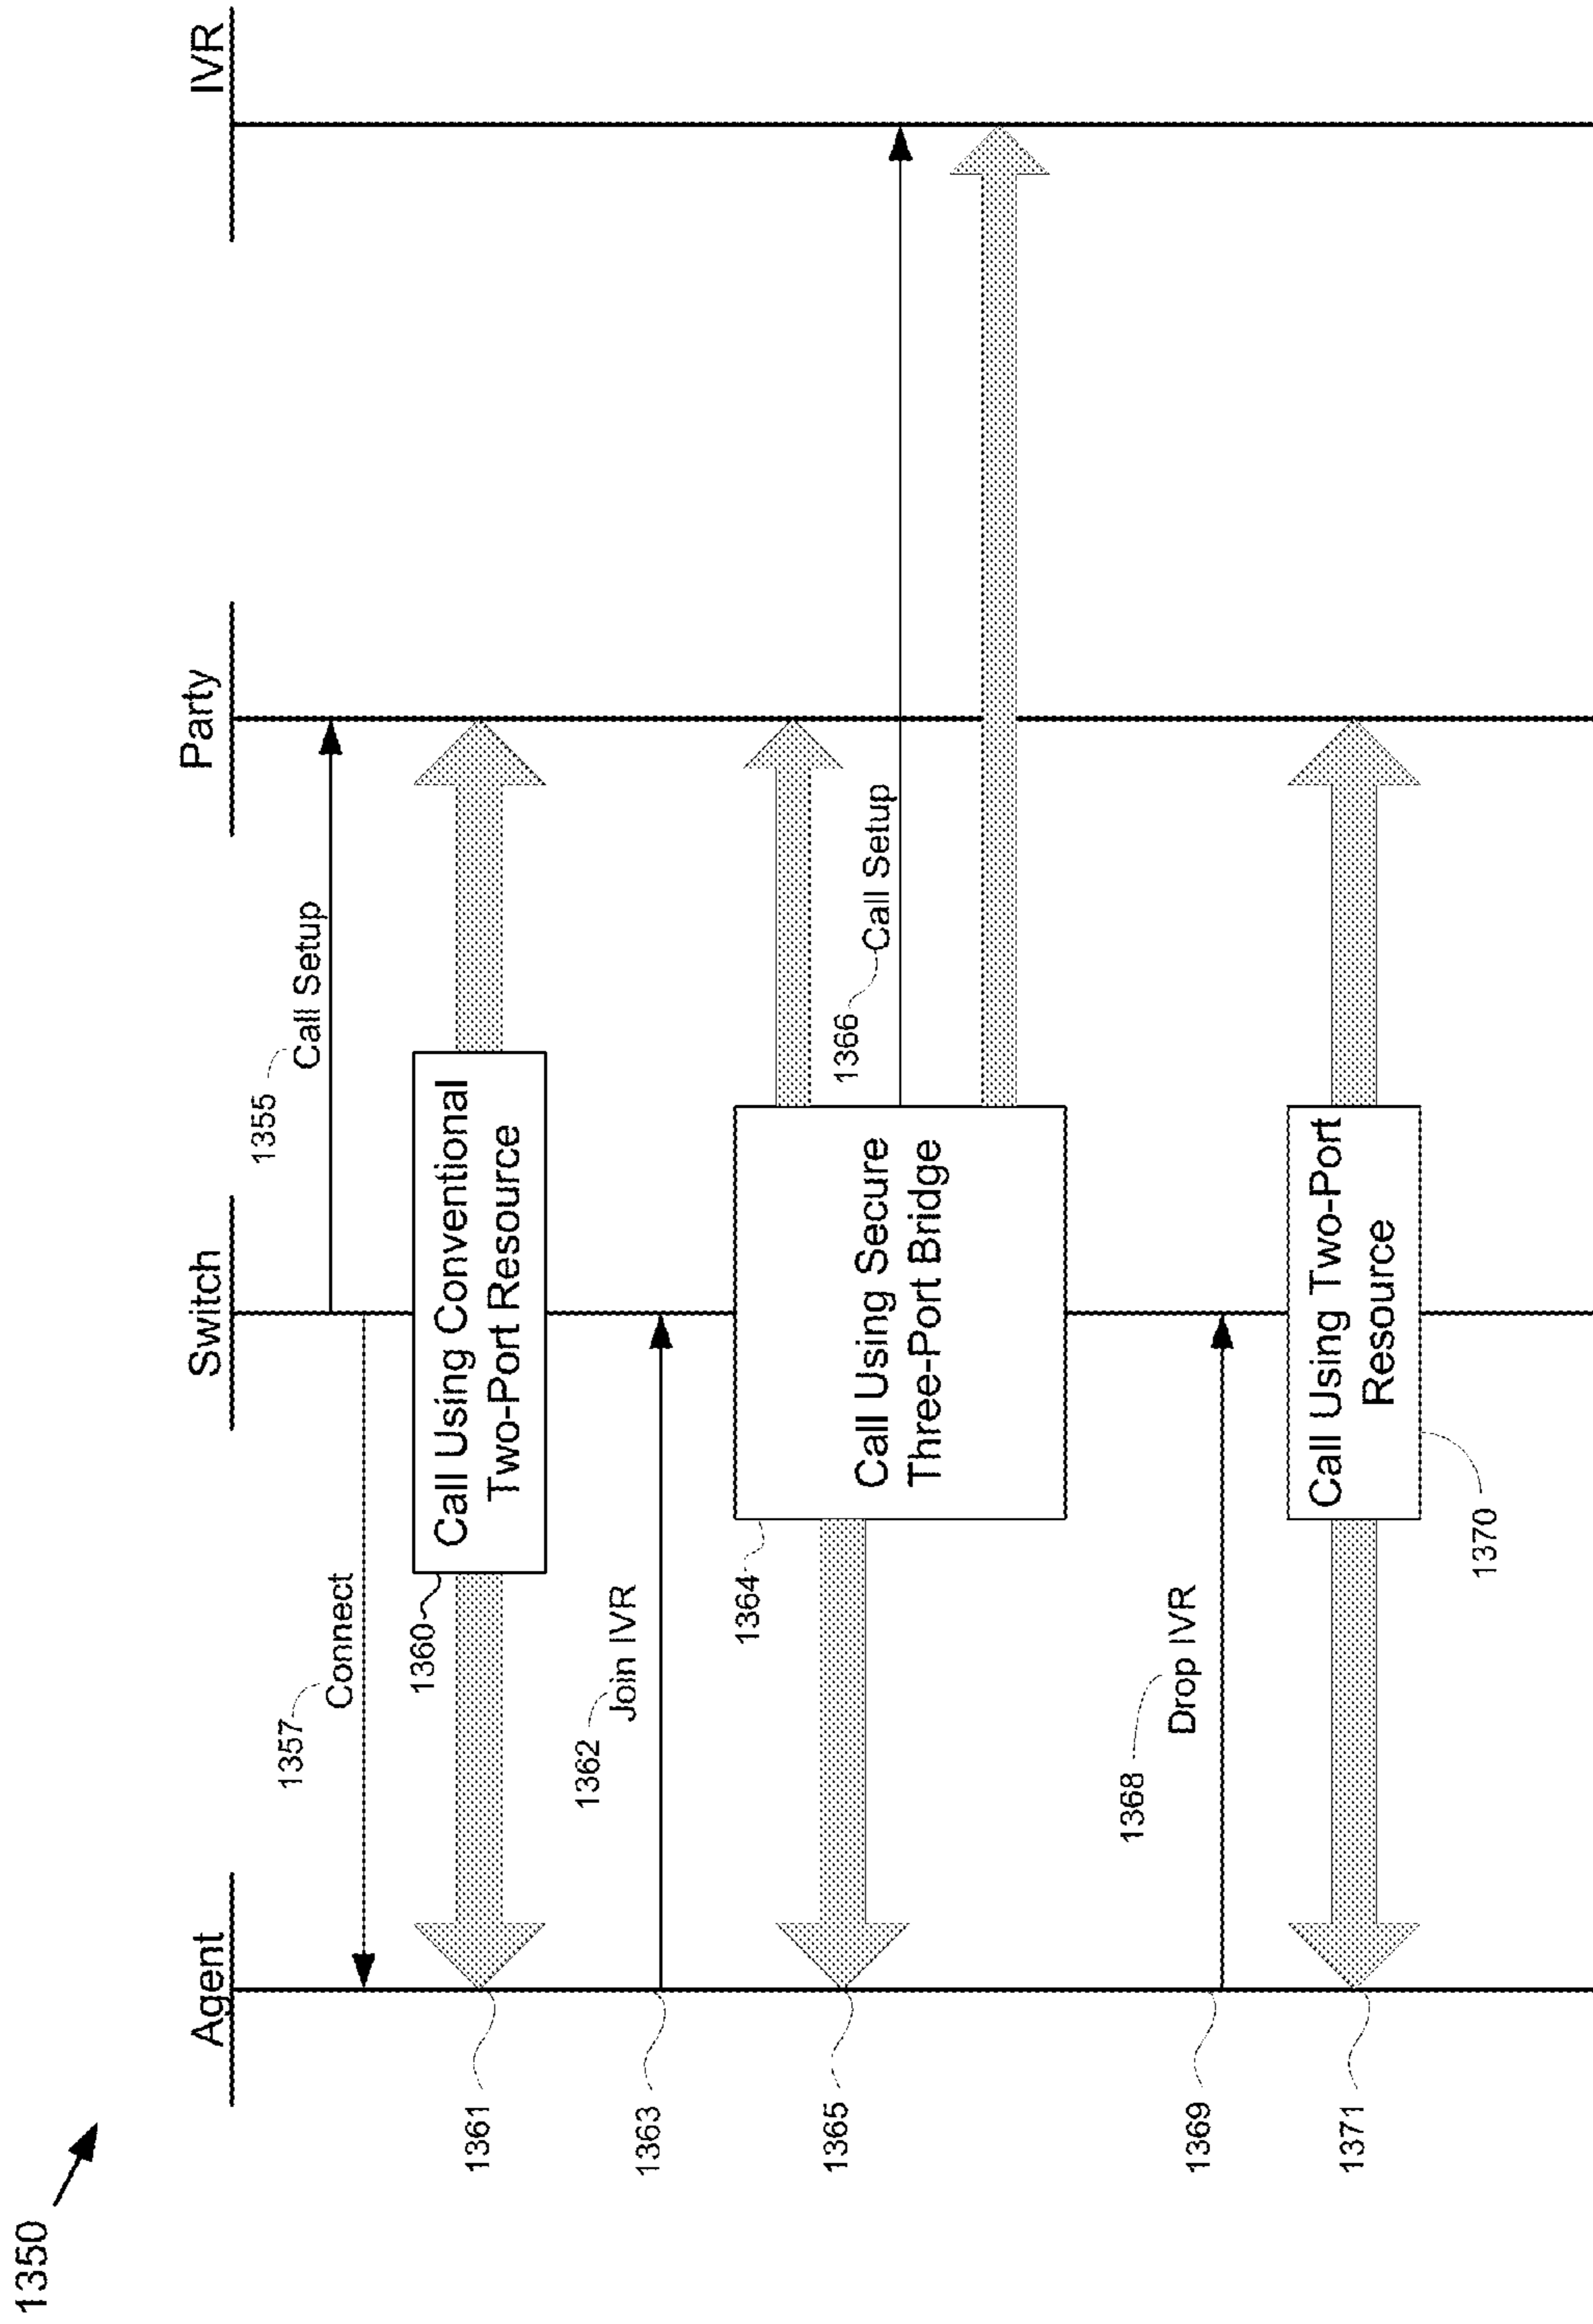 1350
Agent
Switch
Party
IVR
1355
Call Setup
1357
Connect
1360
Call Using Conventional
Two-Port Resource
1361
1362
Join IVR
1363
1364
Call Using Secure
Three-Port Bridge
1365
1366
Call Setup
1368
Drop IVR
1369
Call Using Two-Port
Resource
1370
1371